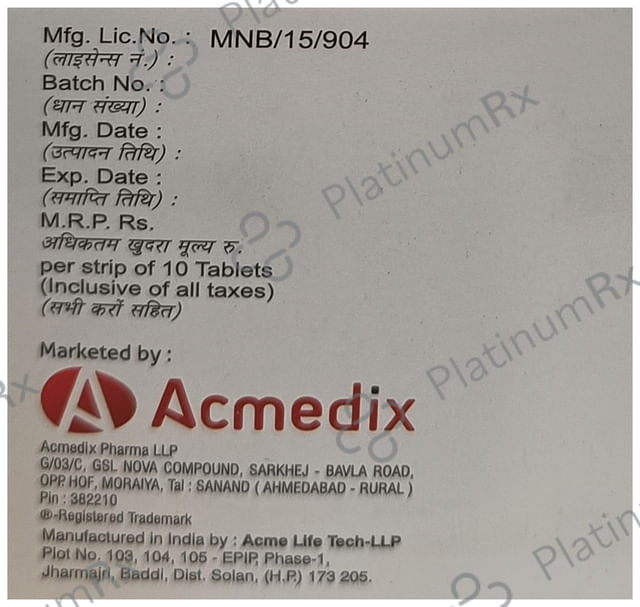 Mfg. Lic.No. : MNB/15/904
(लाइसेन्स नं.) :
Batch No. :
(धान संख्या) :
Mfg. Date :
(उत्पादन तिथि) :
Exp. Date :
(समाप्ति तिथि) :
M.R.P. Rs.
अधिकतम खुदरा मूल्य रु.
per strip of 10 Tablets
(Inclusive of all taxes)
(सभी करों सहित)
Marketed by :
Acmedix
Acmedix Pharma LLP
G/03/C, GSL NOVA COMPOUND, SARKHEJ - BAVLA ROAD,
OPP. HOF, MORAIYA, Tal : SANAND ( AHMEDABAD - RURAL )
Pin : 382210
®-Registered Trademark
Manufactured in India by : Acme Life Tech-LLP
Plot No. 103, 104, 105 - EPIP, Phase-1,
Jharmajri, Baddi, Dist. Solan, (H.P.) 173 205.
PlatinumRx
PlatinumRx